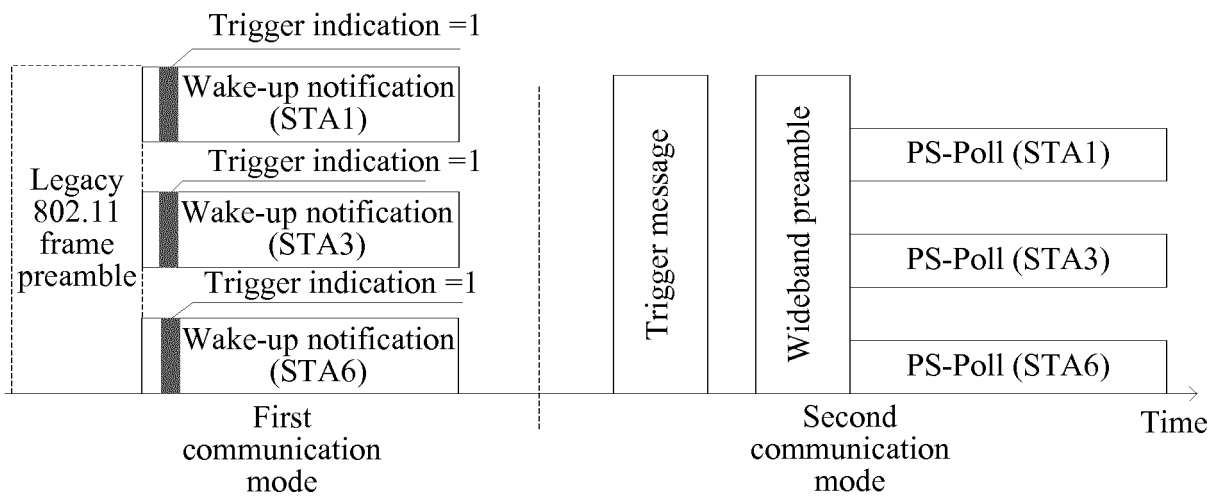 Trigger indication =1
Wake-up notification
(STA1)
Trigger indication =1
Legacy
802.11
frame
preamble
Wake-up notification
(STA3)
Trigger indication =1
Wake-up notification
(STA6)
First
communication
mode
Trigger message
Wideband preamble
PS-Poll (STA1)
PS-Poll (STA3)
PS-Poll (STA6)
Second
communication
mode
Time